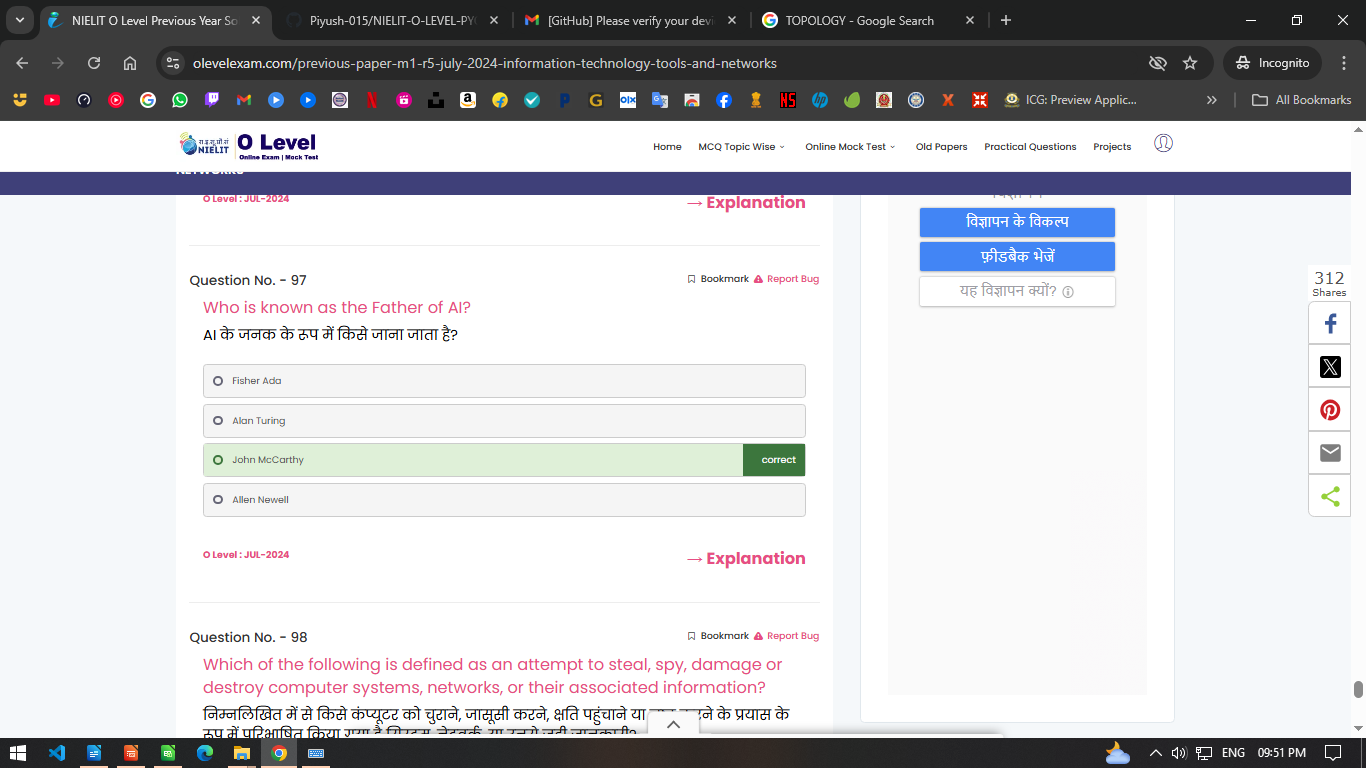 NIELIT O Level Previous Year So
Piyush-015/NIELIT-O-LEVEL-PYQ
[GitHub] Please verify your devi
TOPOLOGY - Google Search
olevelexam.com/previous-paper-m1-r5-july-2024-information-technology-tools-and-networks
Incognito
ICG: Preview Applic...
All Bookmarks
NIELIT
O Level
Online Exam | Mock Test
Home
MCQ Topic Wise
Online Mock Test
Old Papers
Practical Questions
Projects
NETWORKS
O Level : JUL-2024
→ Explanation
विज्ञापन के विकल्प
फ़ीडबैक भेजें
यह विज्ञापन क्यों?
312
Shares
Question No. - 97
Bookmark
Report Bug
Who is known as the Father of AI?
AI के जनक के रूप में किसे जाना जाता है?
Fisher Ada
Alan Turing
John McCarthy
correct
Allen Newell
O Level : JUL-2024
→ Explanation
Question No. - 98
Bookmark
Report Bug
Which of the following is defined as an attempt to steal, spy, damage or
destroy computer systems, networks, or their associated information?
निम्नलिखित में से किसे कंप्यूटर को चुराने, जासूसी करने, क्षति पहुंचाने या के प्रयास के
रूप में परिभाषित किया गया है
ENG
09:51 PM